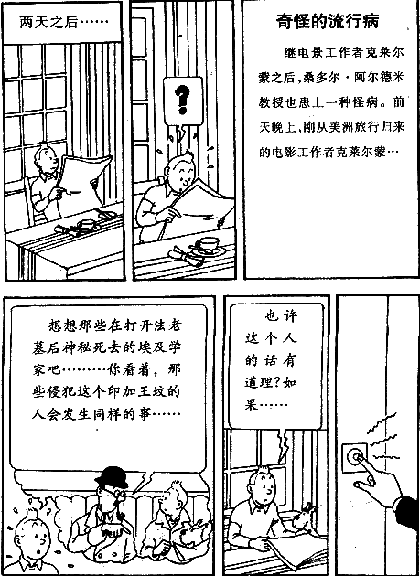 两天之后……
?
奇怪的流行病
继电景工作者克莱尔
蒙之后，桑多尔·阿尔德米
教授也患上一种怪病。前
天晚上，刚从美洲旅行归来
的电影工作者克莱尔蒙…
想想那些在打开法老
墓后神秘死去的埃及学
家吧………你看着，那
些侵犯这个印加王坟的
人会发生同样的事……
也许
这个人
的话有
道理？如
果……